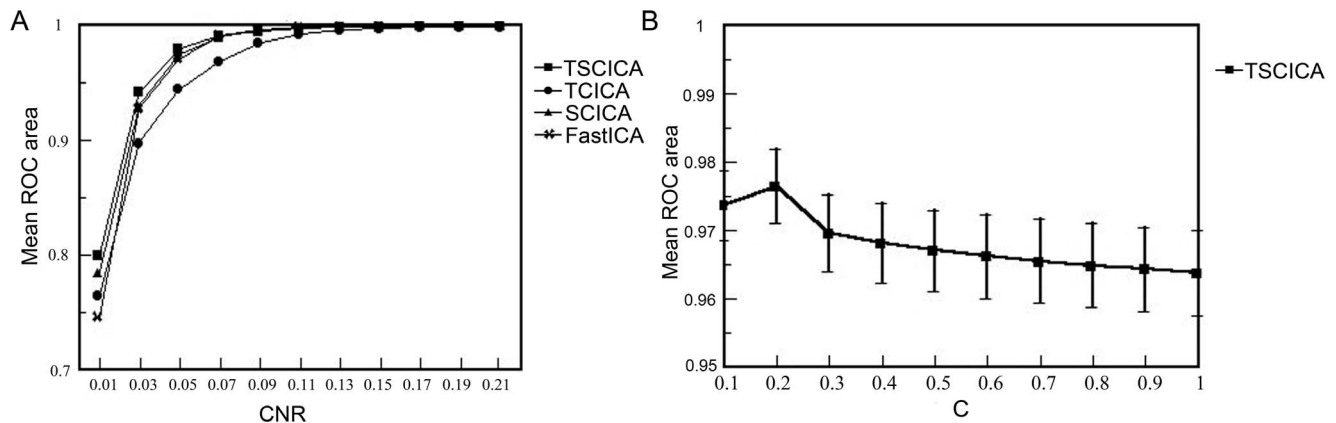 A
Mean ROC area
1
0.9
0.8
0.7
0.01 0.03 0.05 0.07 0.09 0.11 0.13 0.15 0.17 0.19 0.21
CNR
TSCICA
TCICA
SCICA
FastICA
B
Mean ROC area
1
0.99
0.98
0.97
0.96
0.95
0.1 0.2 0.3 0.4 0.5 0.6 0.7 0.8 0.9 1
C
TSCICA